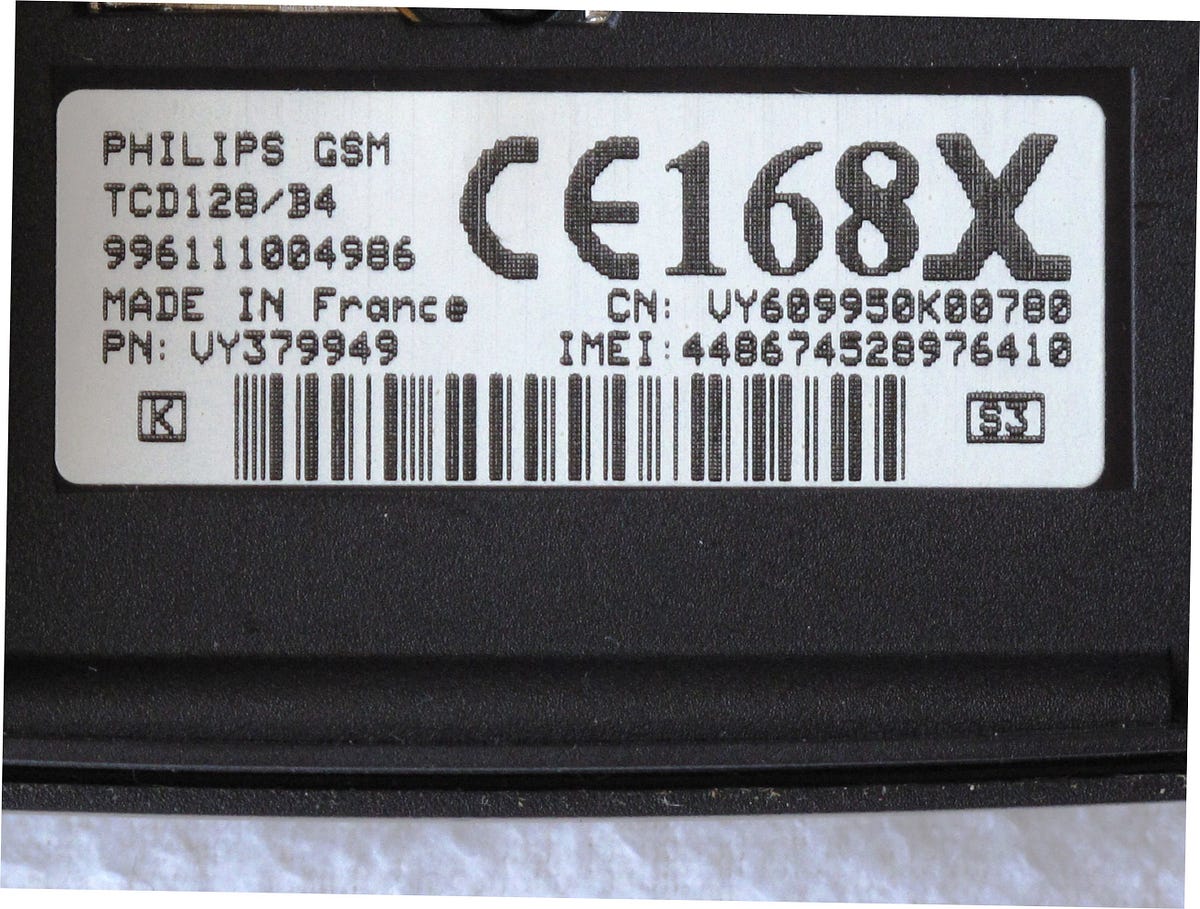 PHILIPS GSM
TCD128/B4
996111004986
CE168X
MADE IN France
CN: VY609950K00780
PN: VY379949
IMEI:448674528976410
K
S3